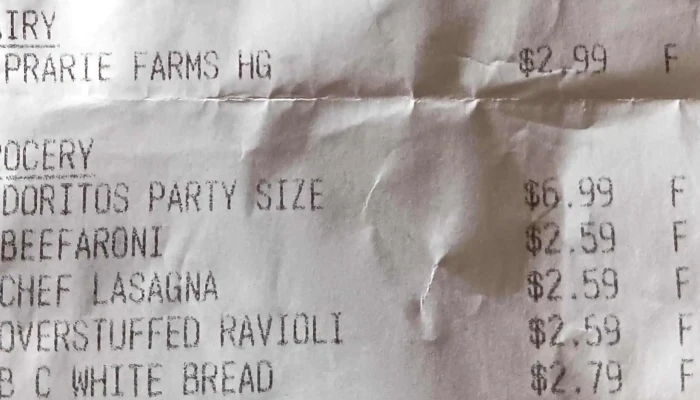 IRY
PRARIE FARMS HG $2.99 F
OCERY
DORITOS PARTY SIZE $6.99 F
BEEFARONI $2.59 F
CHEF LASAGNA $2.59 F
OVERSTUFFED RAVIOLI $2.59 F
B C WHITE BREAD $2.79 F